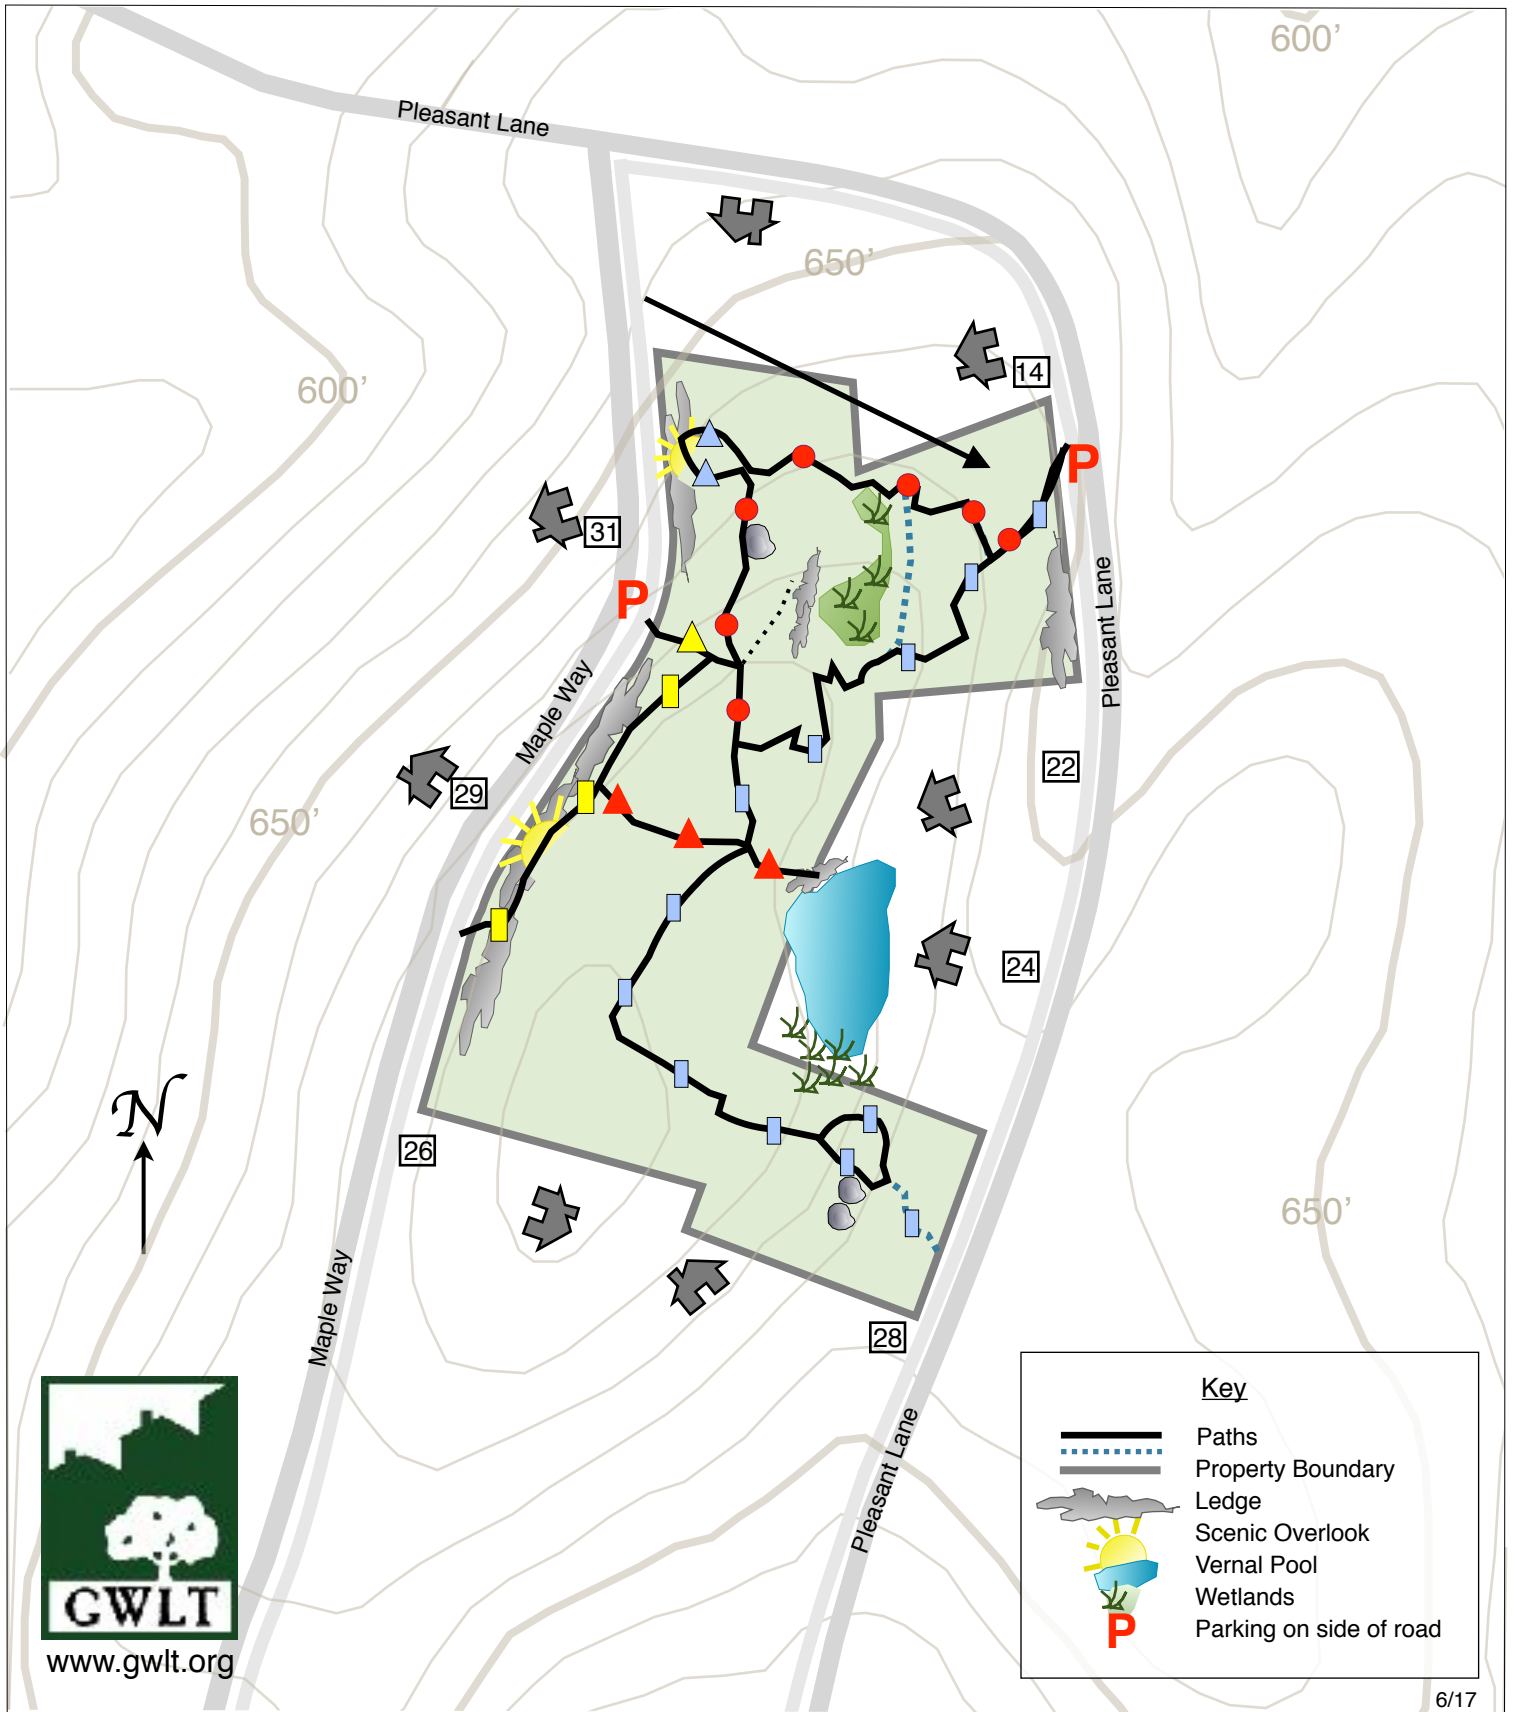 600’
Pleasant Lane
650’
14
600’
P
31
P
Pleasant Lane
Maple Way
22
29
650’
24
N
26
650’
Maple Way
28
Key
Paths
Property Boundary
Ledge
Scenic Overlook
Vernal Pool
Wetlands
P
Parking on side of road
Pleasant Lane
GWLT
www.gwlt.org
6/17